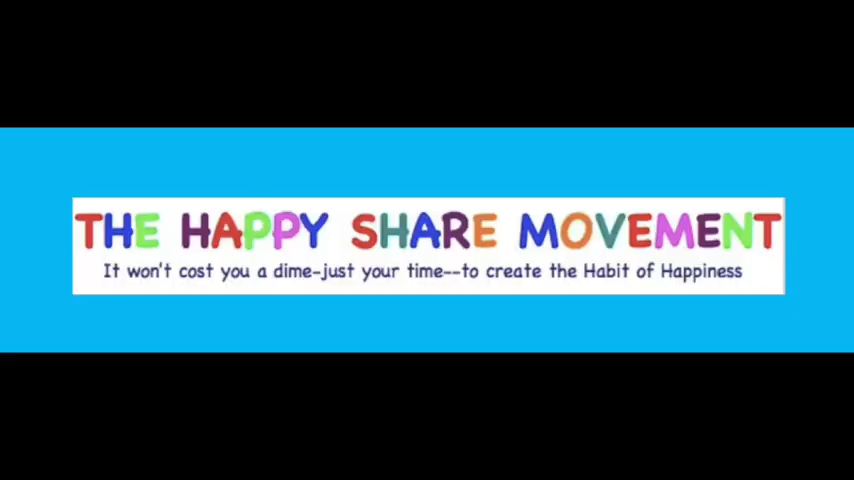 THE HAPPY SHARE MOVEMENT
It won't cost you a dime-just your time--to create the Habit of Happiness